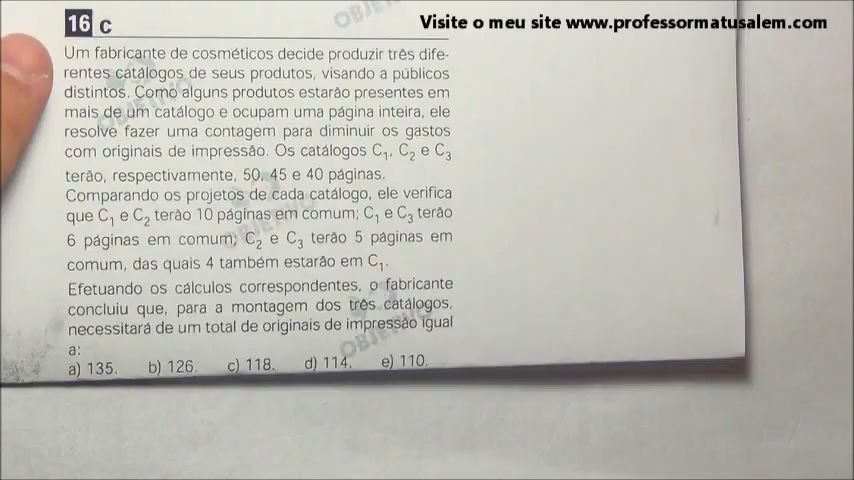 Visite o meu site www.professormatusalem.com
OBJETIVO
16 c
Um fabricante de cosméticos decide produzir três dife-
rentes catálogos de seus produtos, visando a públicos
distintos. Como alguns produtos estarão presentes em
mais de um catálogo e ocupam uma página inteira, ele
resolve fazer uma contagem para diminuir os gastos
com originais de impressão. Os catálogos C₁, C₂ e C₃
terão, respectivamente, 50, 45 e 40 páginas.
Comparando os projetos de cada catálogo, ele verifica
que C₁ e C₂ terão 10 páginas em comum; C₁ e C₃ terão
6 páginas em comum; C₂ e C₃ terão 5 páginas em
comum, das quais 4 também estarão em C₁.
Efetuando os cálculos correspondentes, o fabricante
concluiu que, para a montagem dos três catálogos,
necessitará de um total de originais de impressão igual
a:
a) 135. b) 126. c) 118. d) 114. e) 110.
OBJETIVO
OBJETIVO
OBJETIVO